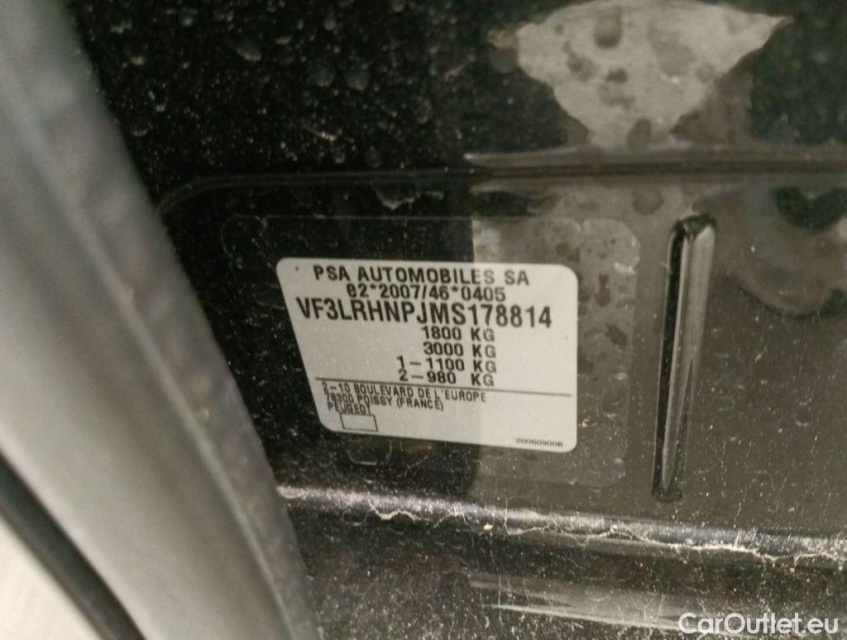 PSA AUTOMOBILES SA
e2*2007/46*0405
VF3LRHNPJMS178814
1800 KG
3000 KG
1-1100 KG
2-980 KG
2-10 BOULEVARD DE L'EUROPE
78300 POISSY (FRANCE)
PEUGEOT
CarOutlet.eu